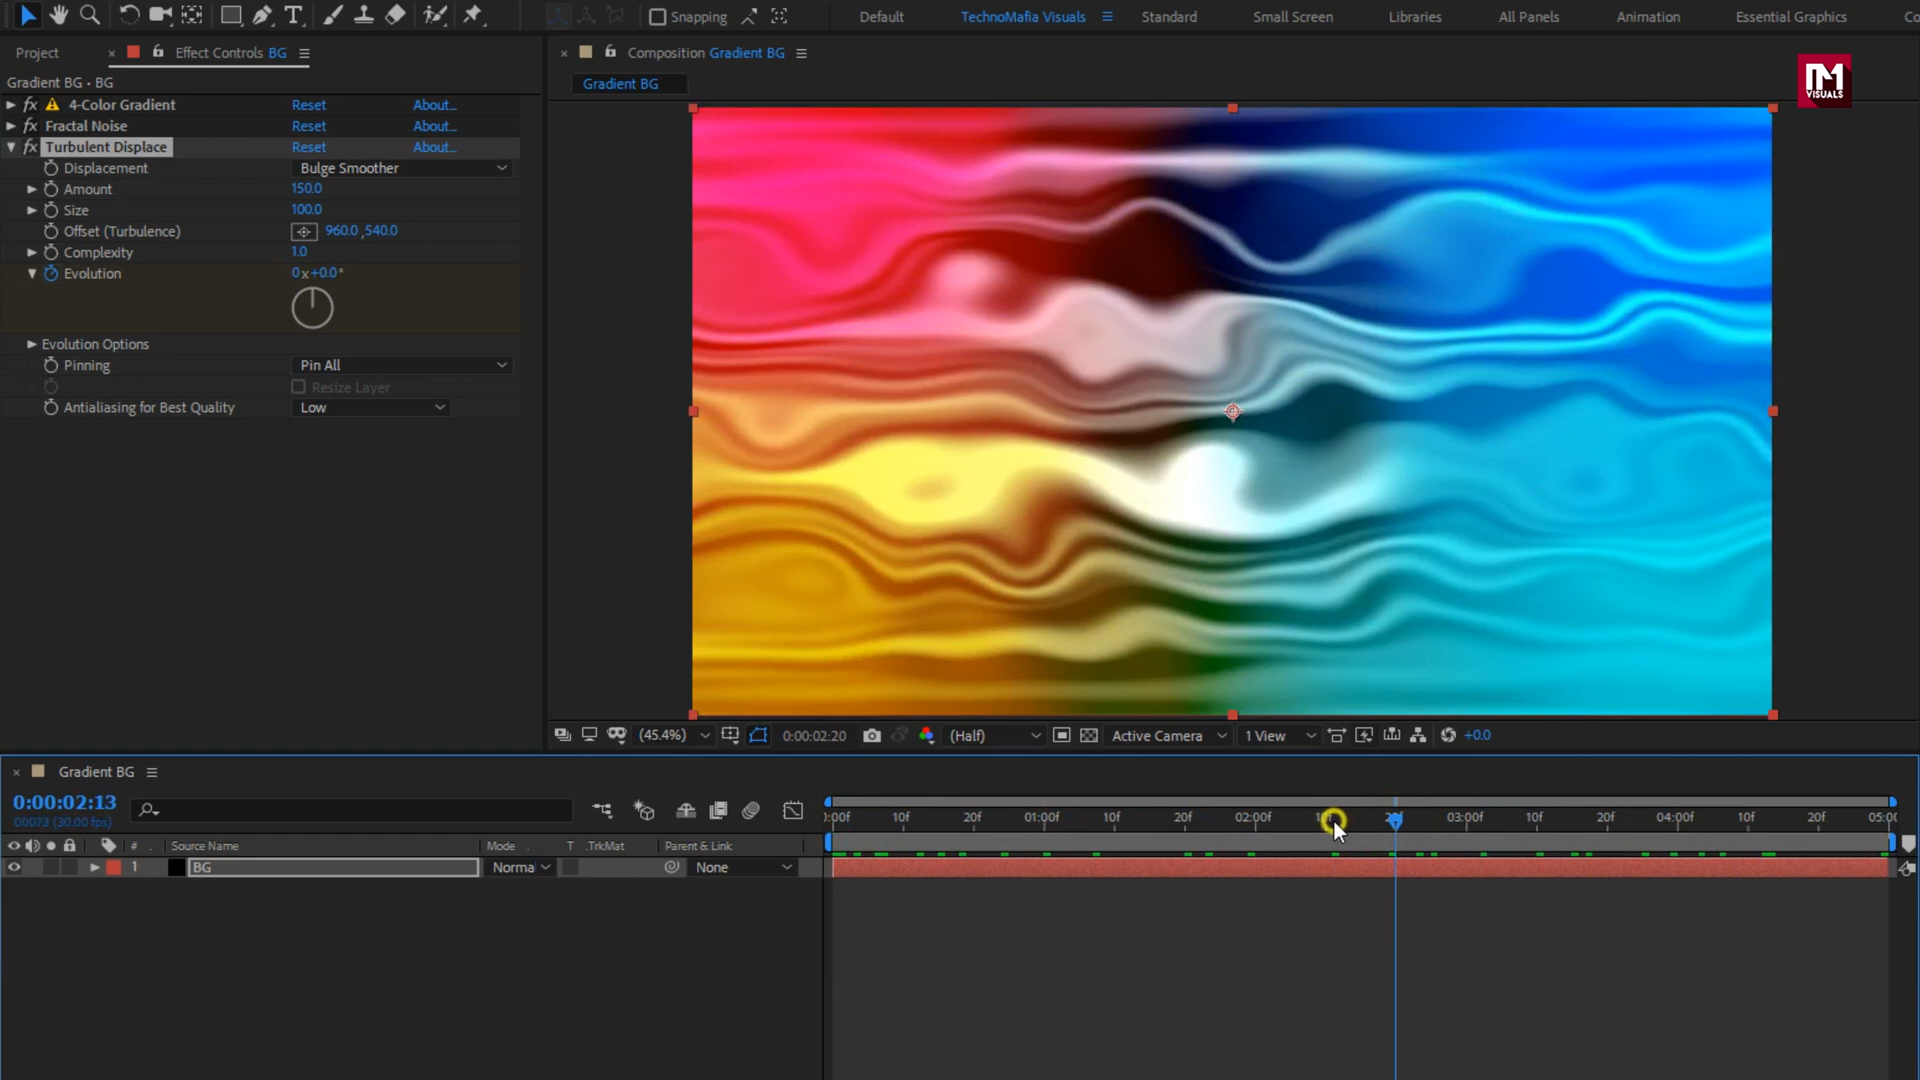 Snapping
Default
TechnoMafia Visuals
Standard
Small Screen
Libraries
All Panels
Animation
Essential Graphics
Co
Project
Effect Controls BG
Composition Gradient BG
Gradient BG • BG
Gradient BG
VISUALS
fx 4-Color Gradient Reset About...
fx Fractal Noise Reset About...
fx Turbulent Displace Reset About...
Displacement Bulge Smoother
Amount 150.0
Size 100.0
Offset (Turbulence) 960.0 ,540.0
Complexity 1.0
Evolution 0 x+0.0°
Evolution Options
Pinning Pin All
Resize Layer
Antialiasing for Best Quality Low
(45.4%) 0:00:02:20 (Half) Active Camera 1 View +0.0
Gradient BG
0:00:02:13
00073 (30.00 fps)
:00f 10f 20f 01:00f 10f 20f 02:00f 03:00f 10f 20f 04:00f 10f 20f 05:00
# Source Name Mode T .TrkMat Parent & Link
1 BG Norma None